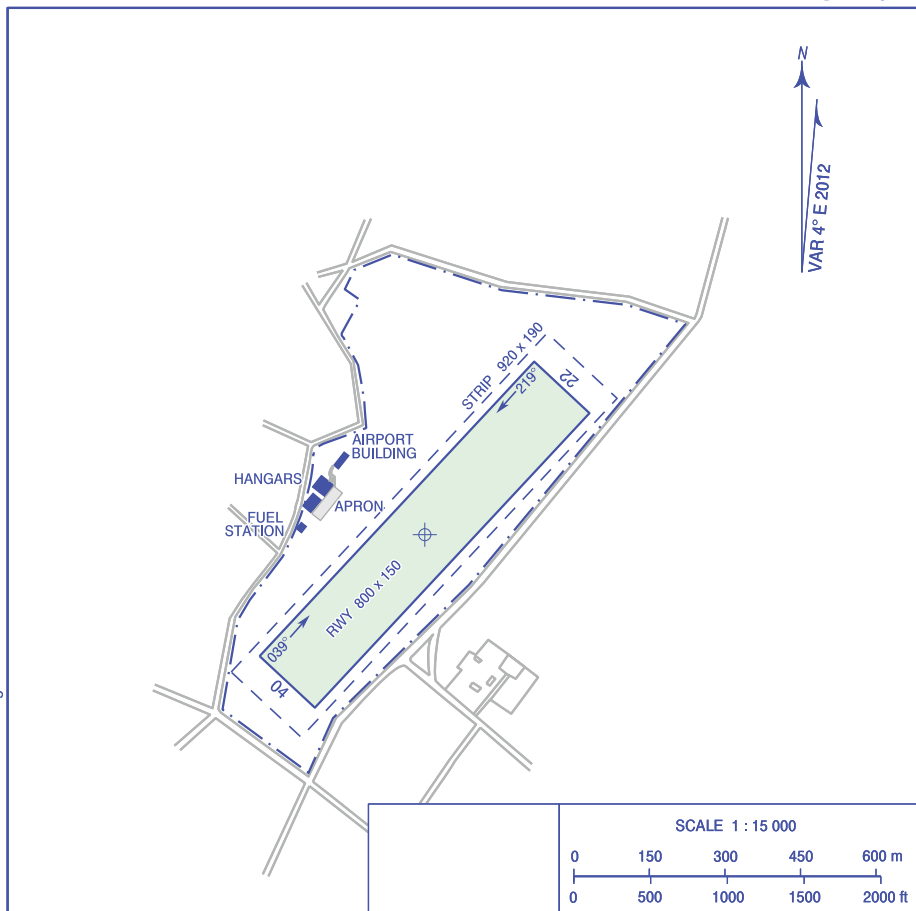 N
VAR 4° E 2012
STRIP 920 x 190
219°
22
AIRPORT
BUILDING
HANGARS
APRON
FUEL
STATION
RWY 800 x 150
039°
04
SCALE 1 : 15 000
0 150 300 450 600 m
0 500 1000 1500 2000 ft